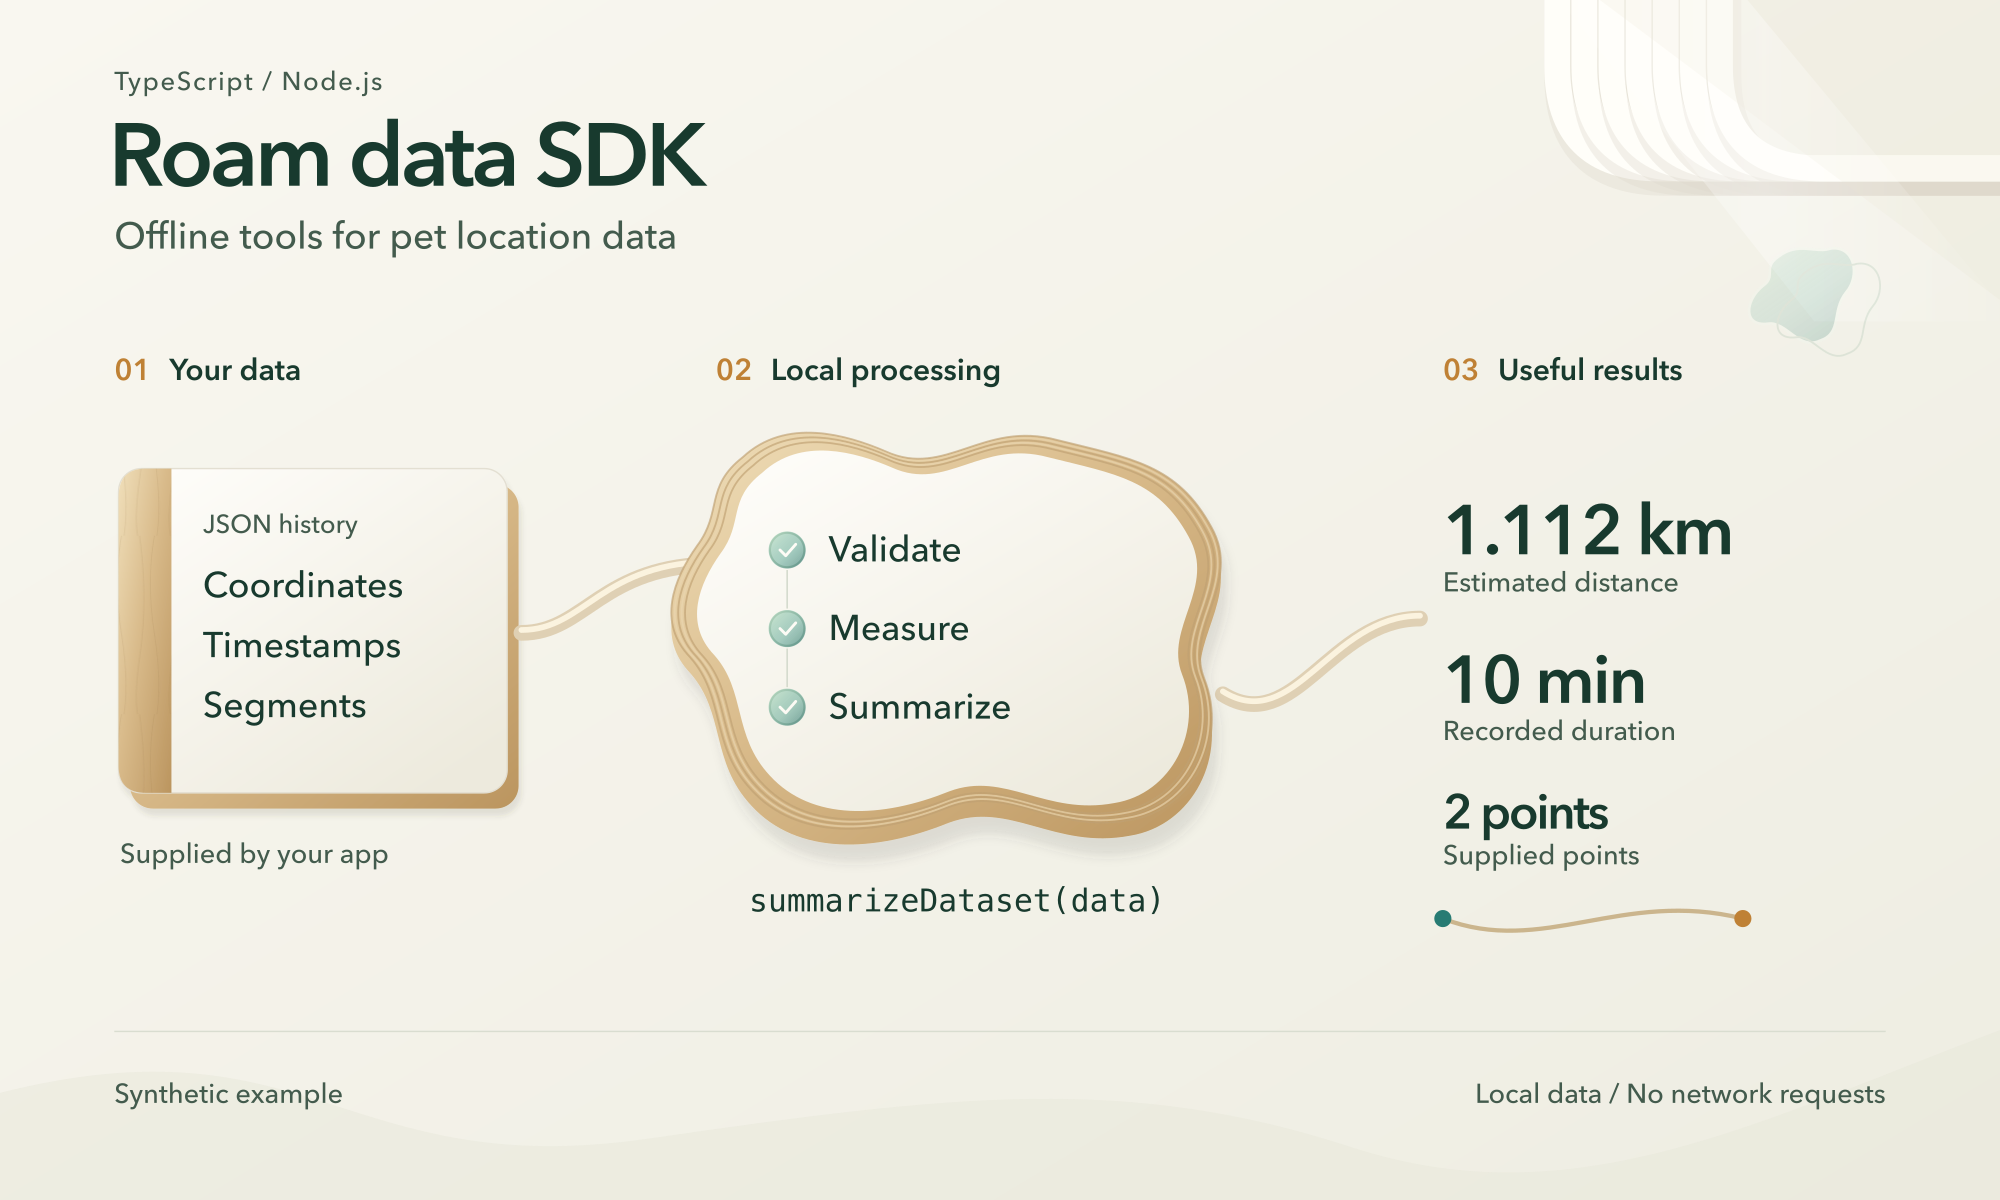 TypeScript / Node.js
Roam data SDK
Offline tools for pet location data
01 Your data
JSON history
Coordinates
Timestamps
Segments
Supplied by your app
02 Local processing
Validate
Measure
Summarize
summarizeDataset(data)
03 Useful results
1.112 km
Estimated distance
10 min
Recorded duration
2 points
Supplied points
Synthetic example
Local data / No network requests